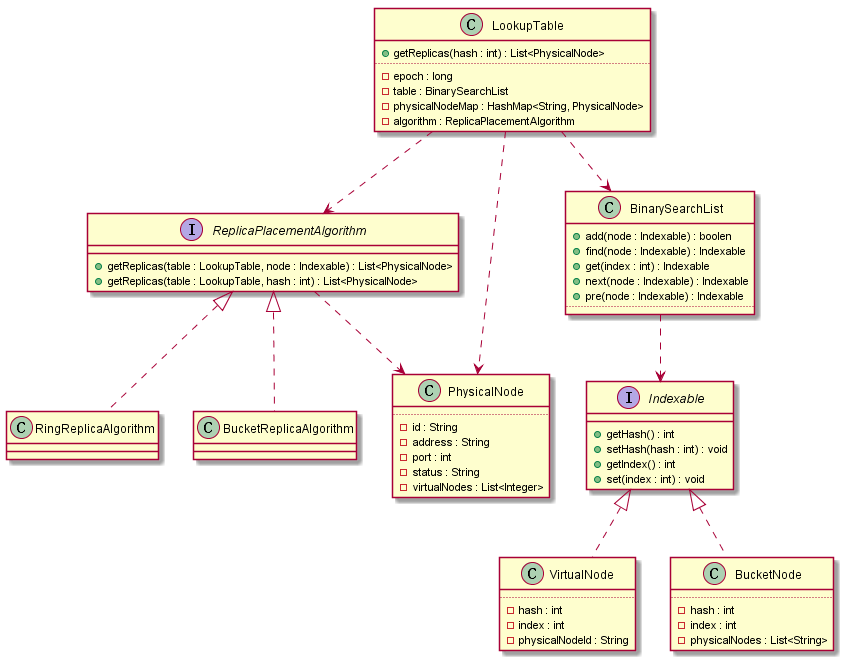 C LookupTable
getReplicas(hash : int) : List<PhysicalNode>
epoch : long
table : BinarySearchList
physicalNodeMap : HashMap<String, PhysicalNode>
algorithm : ReplicaPlacementAlgorithm
I ReplicaPlacementAlgorithm
getReplicas(table : LookupTable, node : Indexable) : List<PhysicalNode>
getReplicas(table : LookupTable, hash : int) : List<PhysicalNode>
C BinarySearchList
add(node : Indexable) : boolen
find(node : Indexable) : Indexable
get(index : int) : Indexable
next(node : Indexable) : Indexable
pre(node : Indexable) : Indexable
C RingReplicaAlgorithm
C BucketReplicaAlgorithm
C PhysicalNode
id : String
address : String
port : int
status : String
virtualNodes : List<Integer>
I Indexable
getHash() : int
setHash(hash : int) : void
getIndex() : int
set(index : int) : void
C VirtualNode
hash : int
index : int
physicalNodeId : String
C BucketNode
hash : int
index : int
physicalNodes : List<String>